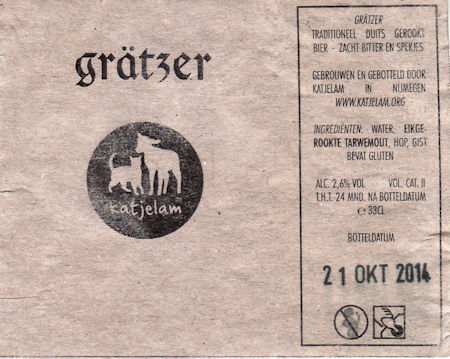 grätzer
katjelam
GRÄTZER
TRADITIONEEL DUITS GEROOKT
BIER - ZACHT BITTER EN SPEKJES
GEBROUWEN EN GEBOTTELD DOOR
KATJELAM IN NIJMEGEN
WWW.KATJELAM.ORG
INGREDIËNTEN: WATER, EIKGE-
ROOKTE TARWEMOUT, HOP, GIST
BEVAT GLUTEN
ALC. 2,6% VOL VOL. CAT. II
T.H.T. 24 MND. NA BOTTELDATUM
℮ 33CL
BOTTELDATUM
21 OKT 2014